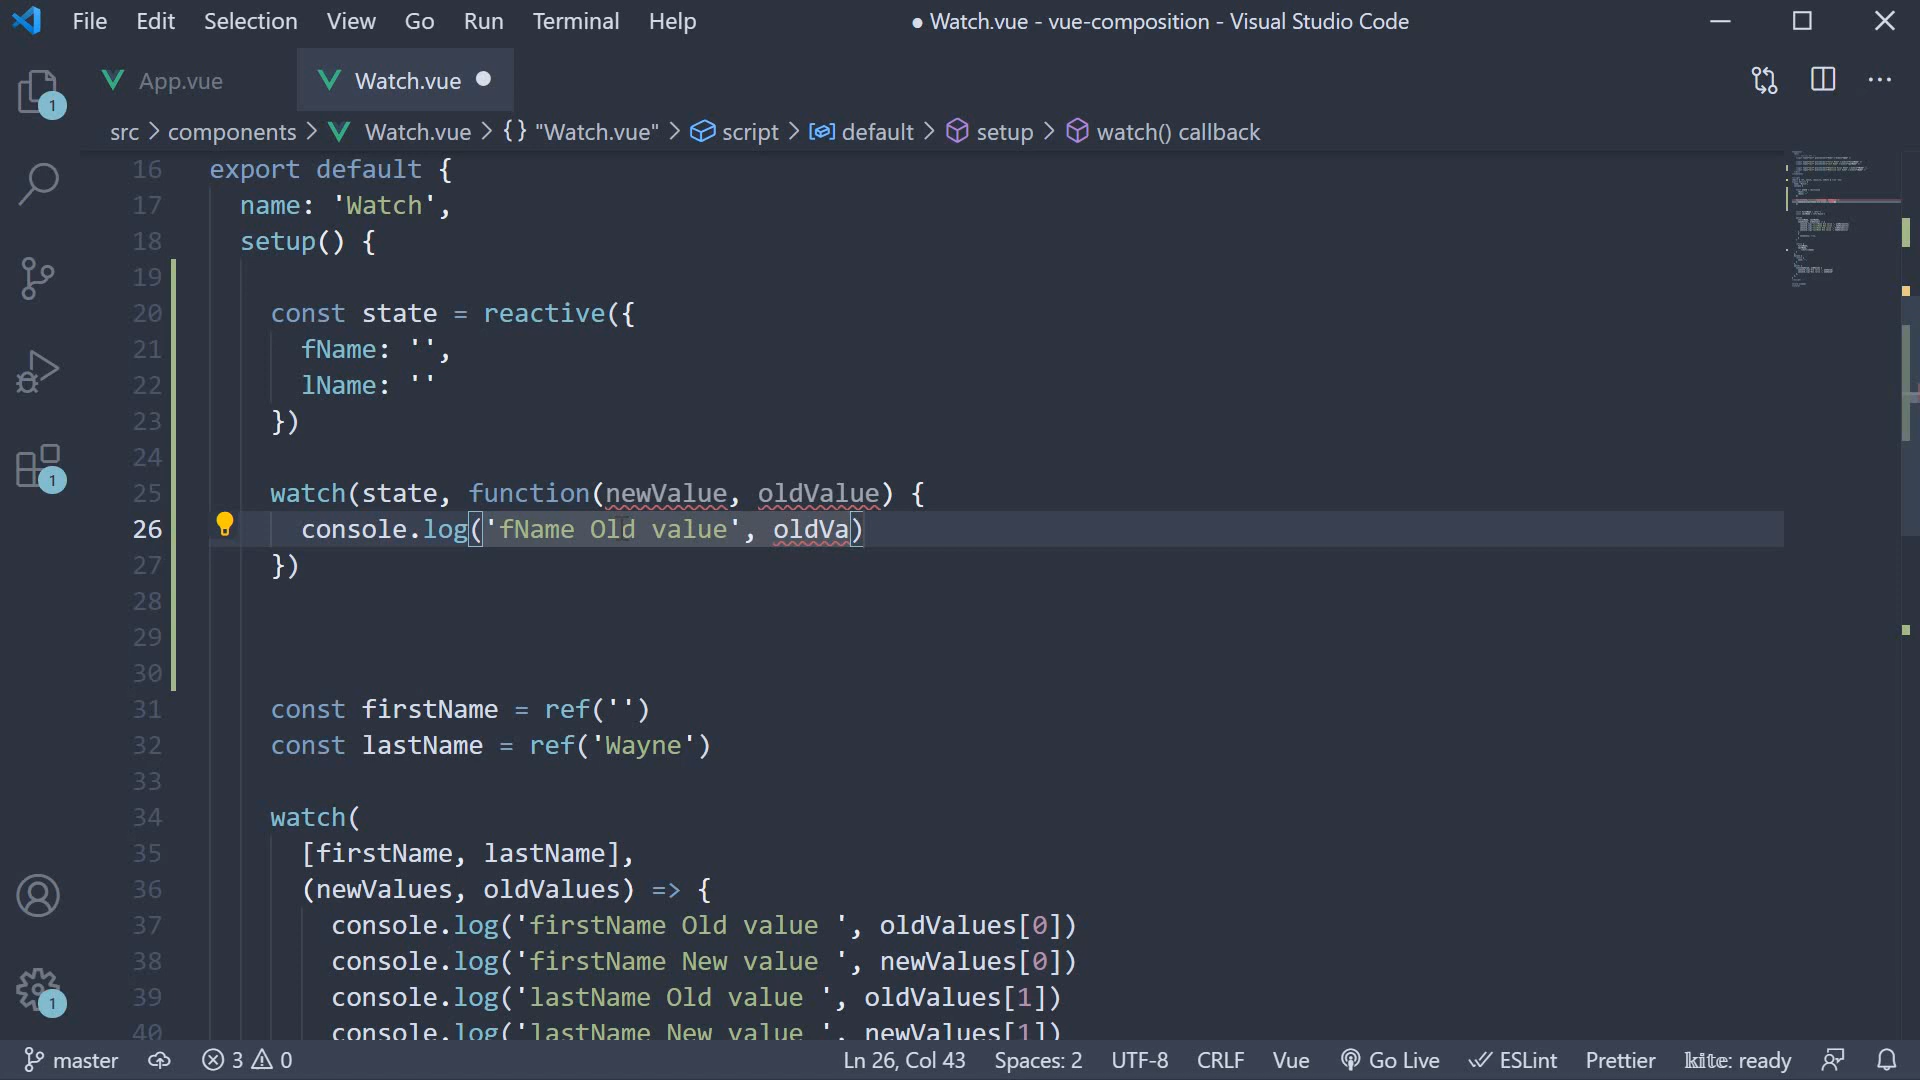 File Edit Selection View Go Run Terminal Help
● Watch.vue - vue-composition - Visual Studio Code
App.vue
Watch.vue
src > components > Watch.vue > {} "Watch.vue" > script > default > setup > watch() callback
1
1
1
16 export default {
17 name: 'Watch',
18 setup() {
19
20 const state = reactive({
21 fName: '',
22 lName: ''
23 })
24
25 watch(state, function(newValue, oldValue) {
26 console.log('fName Old value', oldVa)
27 })
28
29
30
31 const firstName = ref('')
32 const lastName = ref('Wayne')
33
34 watch(
35 [firstName, lastName],
36 (newValues, oldValues) => {
37 console.log('firstName Old value ', oldValues[0])
38 console.log('firstName New value ', newValues[0])
39 console.log('lastName Old value ', oldValues[1])
40 console.log('lastName New value ', newValues[1])
master 3 0 Ln 26, Col 43 Spaces: 2 UTF-8 CRLF Vue Go Live ESLint Prettier kite: ready